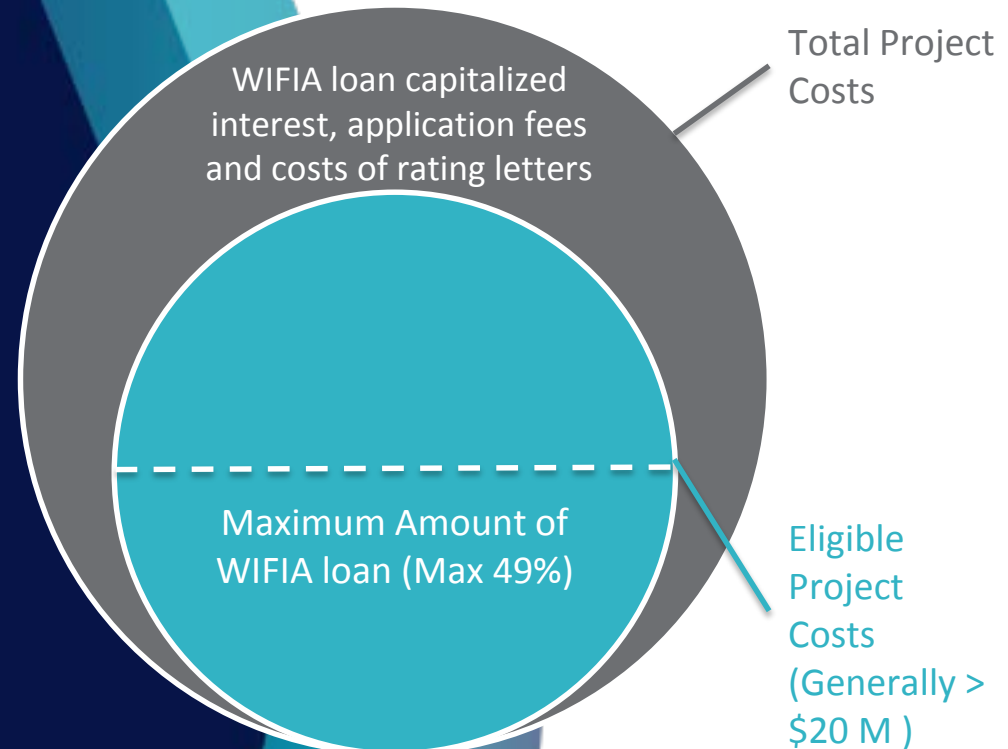 Total Project
Costs
WIFIA loan capitalized
interest, application fees
and costs of rating letters
Maximum Amount of
WIFIA loan (Max 49%)
Eligible
Project
Costs
(Generally >
$20 M )